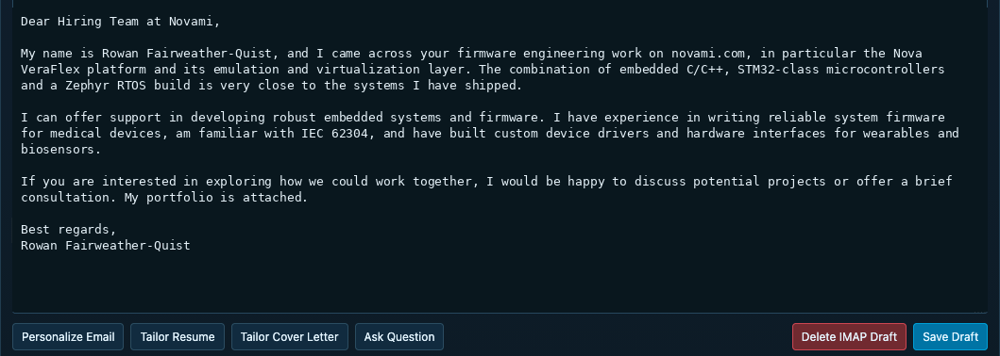 Dear Hiring Team at Novami,
My name is Rowan Fairweather-Quist, and I came across your firmware engineering work on novami.com, in particular the Nova
VeraFlex platform and its emulation and virtualization layer. The combination of embedded C/C++, STM32-class microcontrollers
and a Zephyr RTOS build is very close to the systems I have shipped.
I can offer support in developing robust embedded systems and firmware. I have experience in writing reliable system firmware
for medical devices, am familiar with IEC 62304, and have built custom device drivers and hardware interfaces for wearables and
biosensors.
If you are interested in exploring how we could work together, I would be happy to discuss potential projects or offer a brief
consultation. My portfolio is attached.
Best regards,
Rowan Fairweather-Quist
Personalize Email Tailor Resume Tailor Cover Letter Ask Question Delete IMAP Draft Save Draft